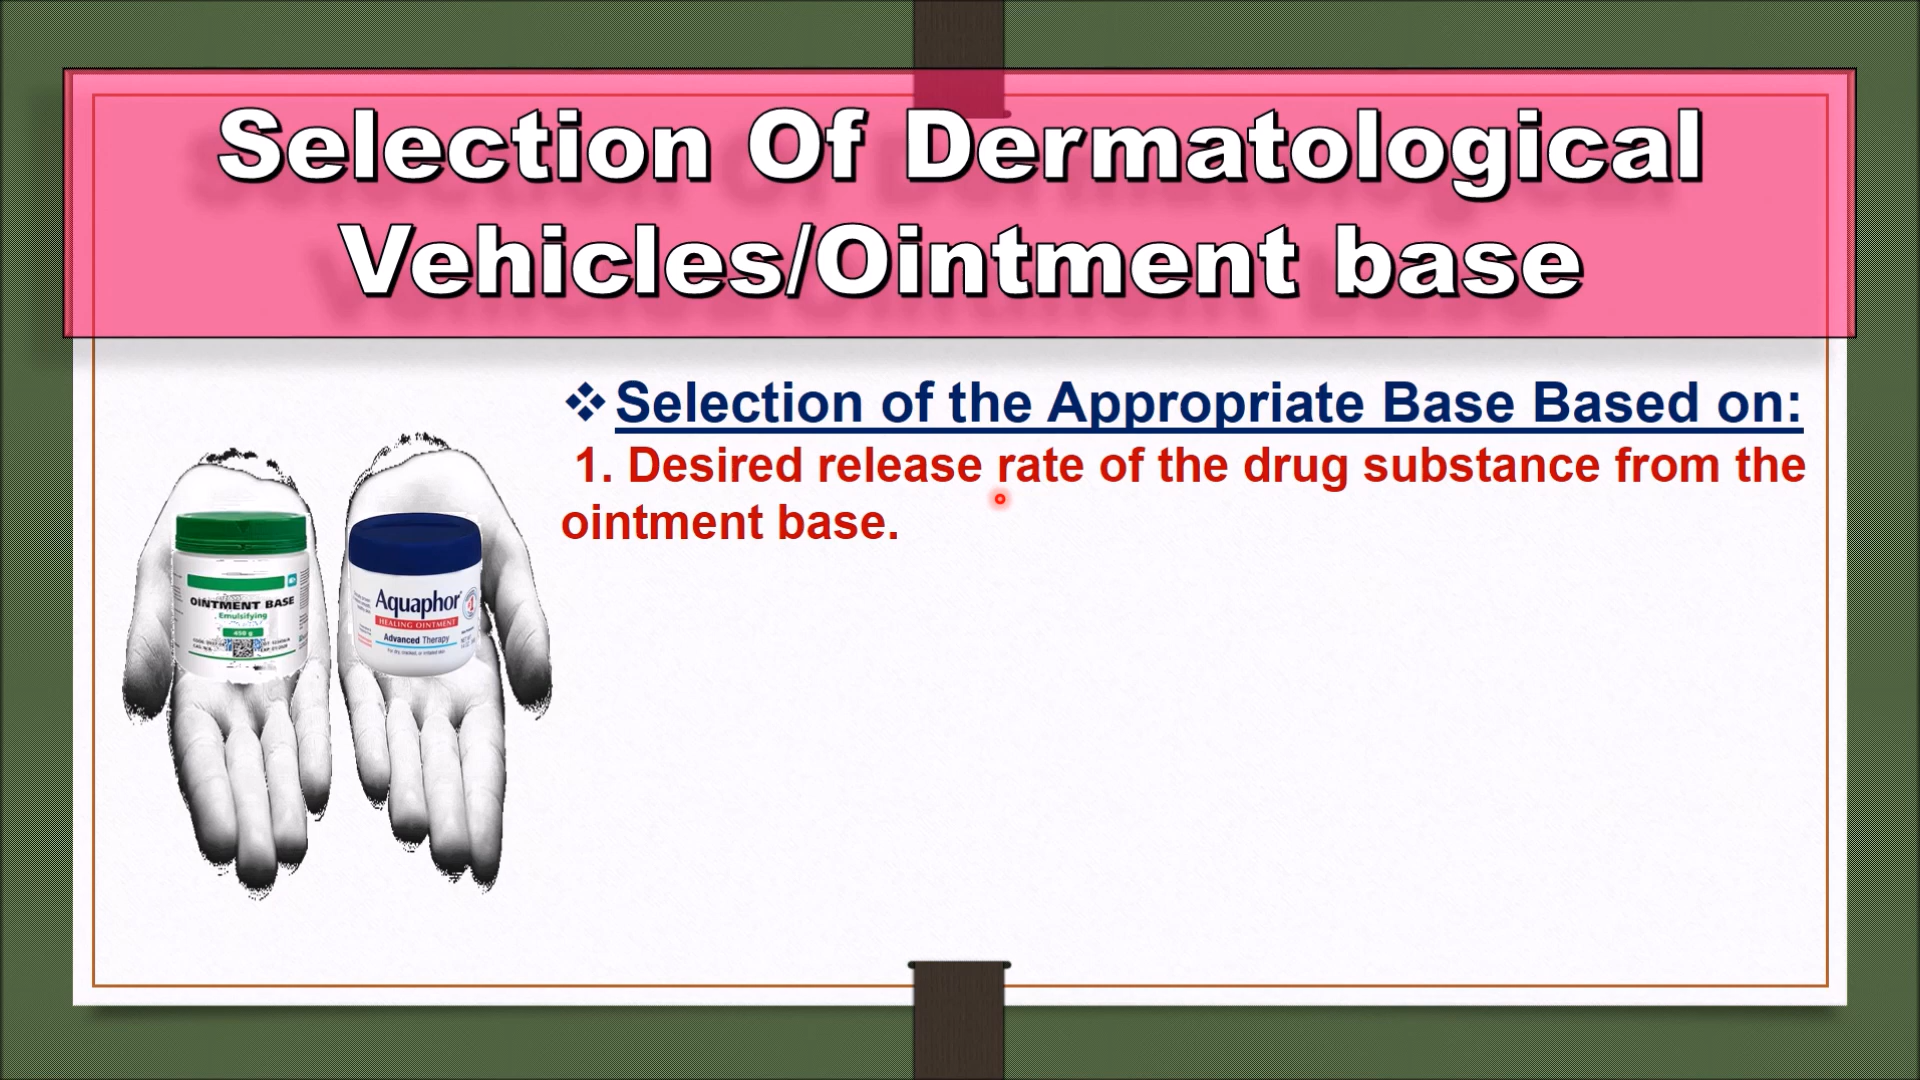 Selection Of Dermatological
Vehicles/Ointment base
❖Selection of the Appropriate Base Based on:
1. Desired release rate of the drug substance from the
ointment base.
OINTMENT BASE
Emulsifying
450 g
Aquaphor
HEALING OINTMENT
Advanced Therapy